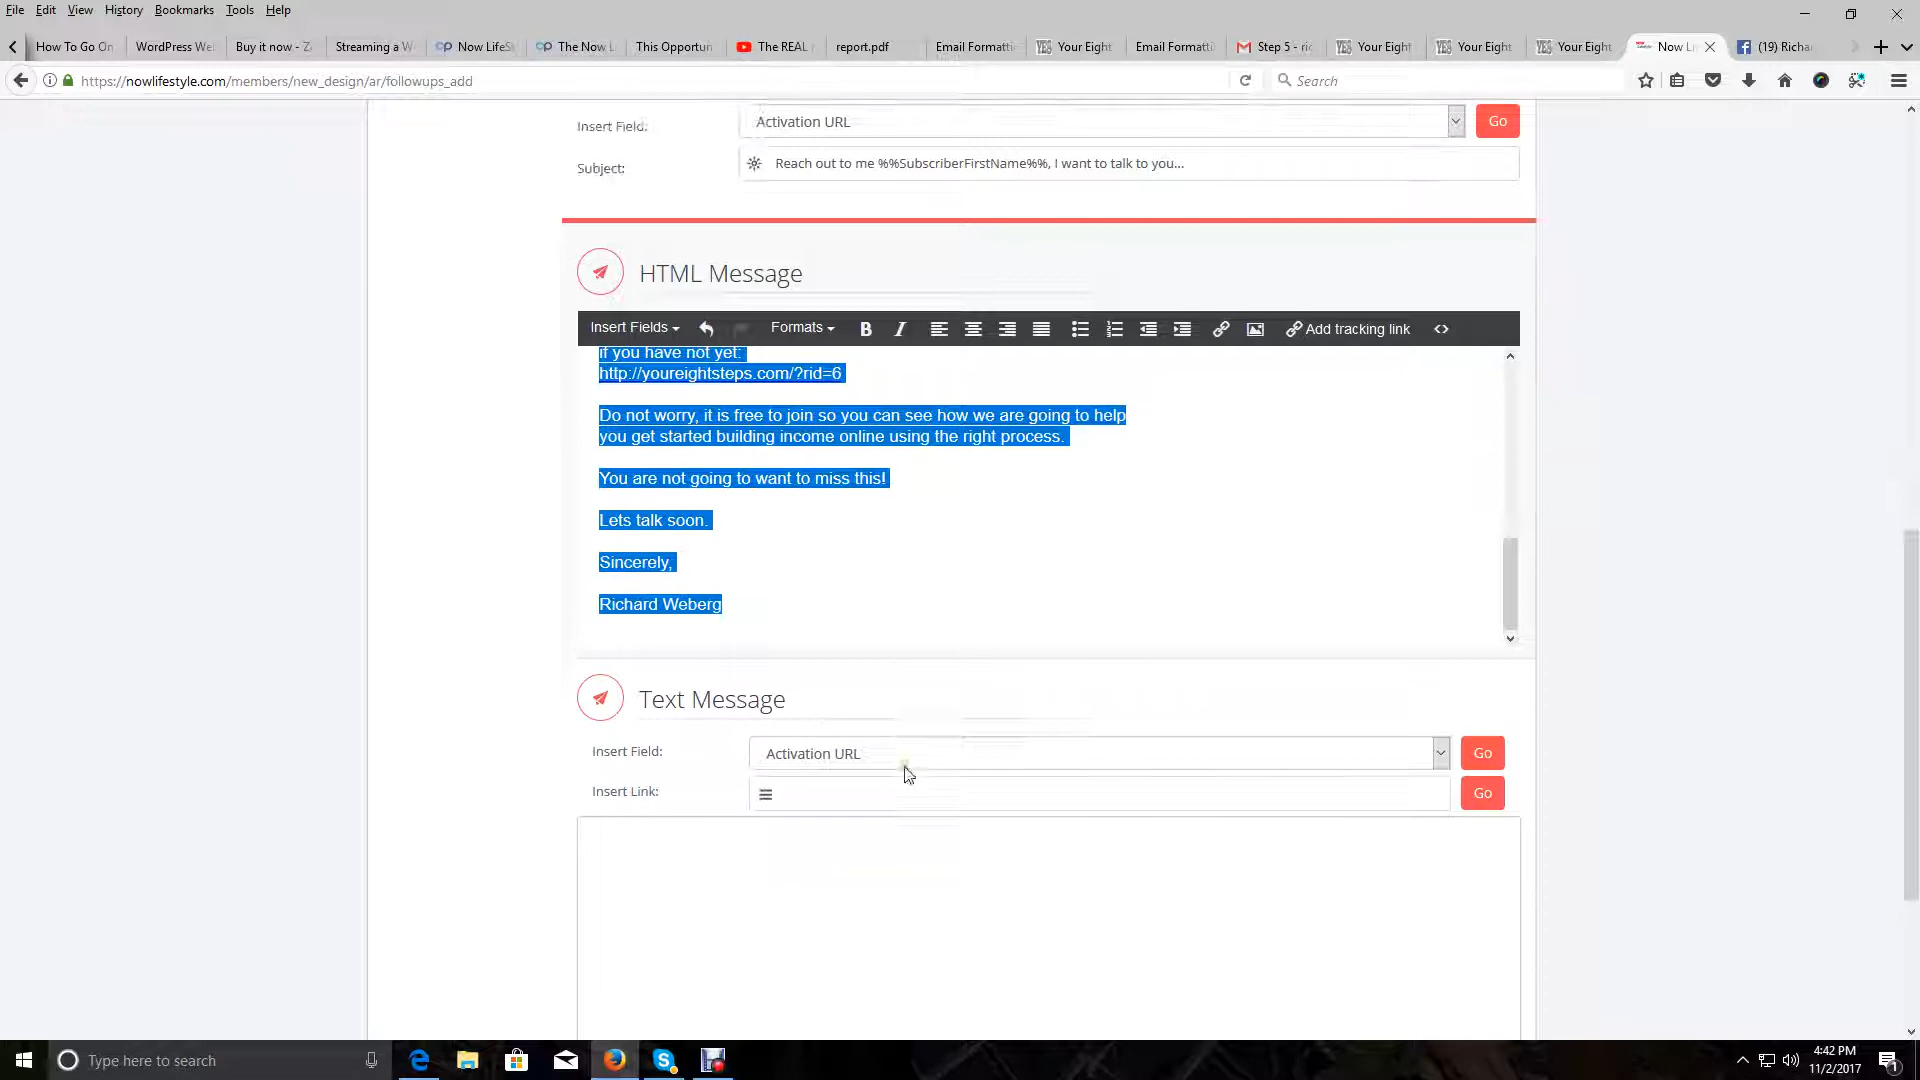 File Edit View History Bookmarks Tools Help
How To Go On
WordPress We
Buy it now - Z
Streaming a W
Now LifeS
The Now L
This Opportun
The REAL
report.pdf
Email Formatti
Your Eight
Email Formatti
Step 5 - ri
Your Eight
Your Eight
Your Eight
Now Li
(19) Richa
https://nowlifestyle.com/members/new_design/ar/followups_add
Search
Insert Field:
Activation URL
Go
Subject:
Reach out to me %%SubscriberFirstName%%, I want to talk to you...
HTML Message
Insert Fields
Formats
B
I
Add tracking link
<>
if you have not yet:
http://youreightsteps.com/?rid=6
Do not worry, it is free to join so you can see how we are going to help
you get started building income online using the right process.
You are not going to want to miss this!
Lets talk soon.
Sincerely,
Richard Weberg
Text Message
Insert Field:
Activation URL
Go
Insert Link:
Go
Type here to search
4:42 PM
11/2/2017
1